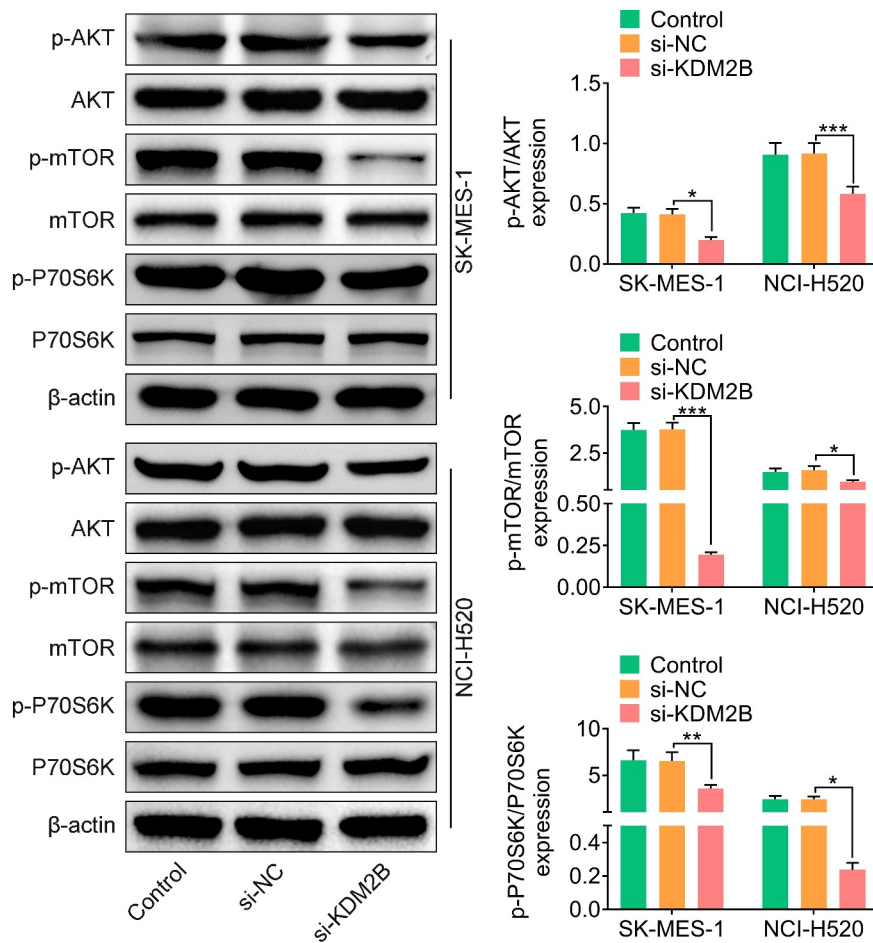 p-AKT
AKT
p-mTOR
mTOR
p-P70S6K
P70S6K
β-actin
SK-MES-1
p-AKT
AKT
p-mTOR
mTOR
p-P70S6K
P70S6K
β-actin
NCI-H520
Control
si-NC
si-KDM2B
Control
si-NC
si-KDM2B
p-AKT/AKT
expression
1.5
1.0
0.5
0.0
*
***
SK-MES-1 NCI-H520
Control
si-NC
si-KDM2B
p-mTOR/mTOR
expression
5.0
2.5
0.50
0.25
0.00
***
*
SK-MES-1 NCI-H520
Control
si-NC
si-KDM2B
p-P70S6K/P70S6K
expression
10
5
0.4
0.2
0.0
**
*
SK-MES-1 NCI-H520